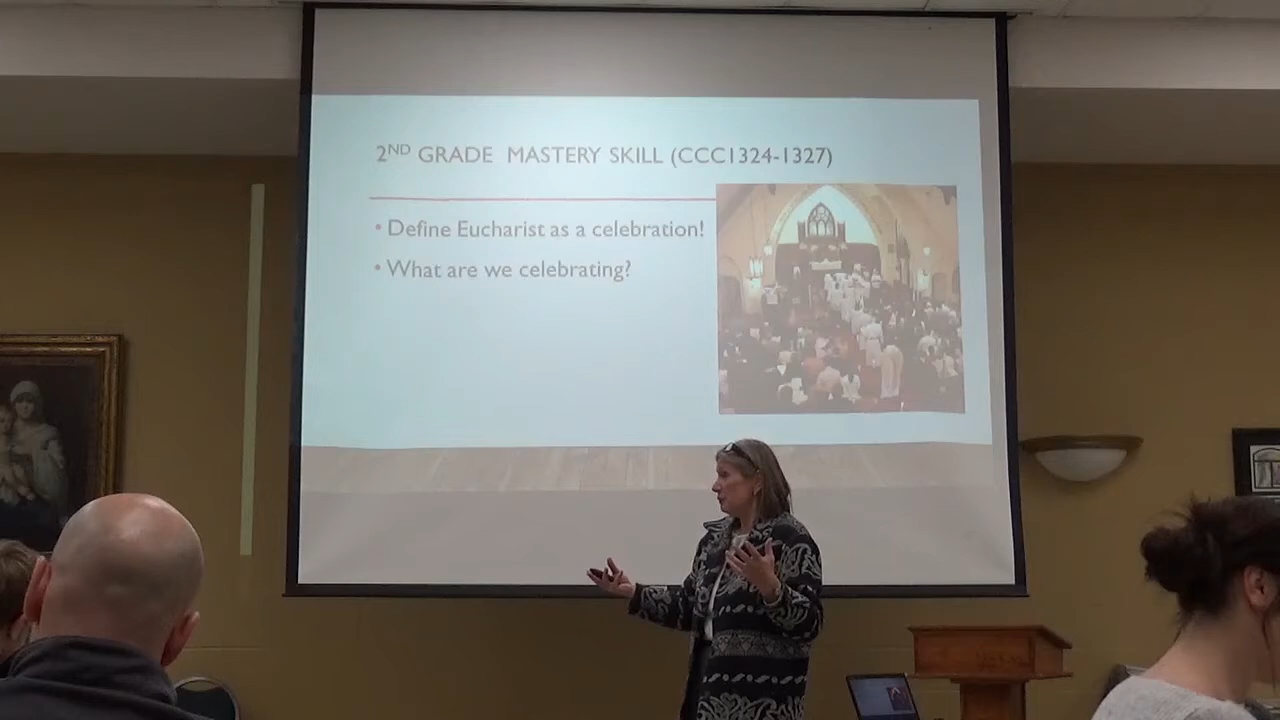 2ND GRADE MASTERY SKILL (CCC1324-1327)
• Define Eucharist as a celebration!
• What are we celebrating?